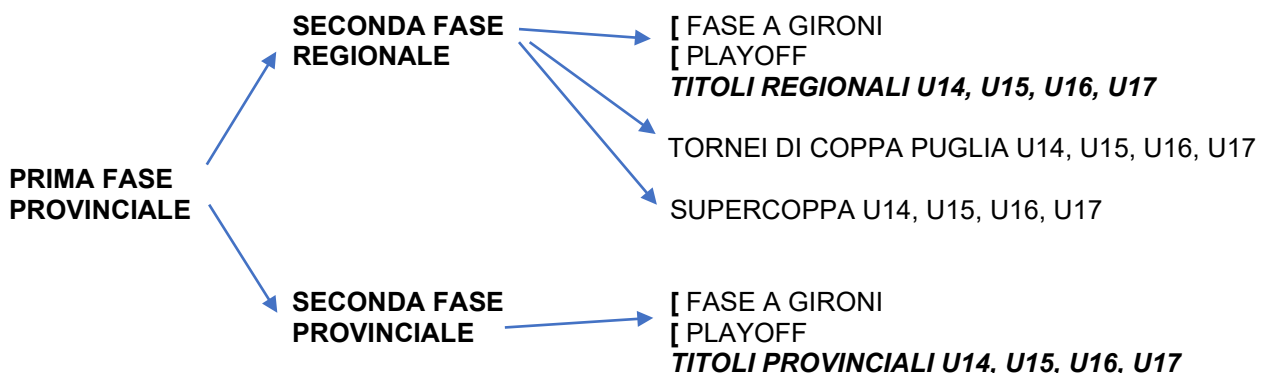 SECONDA FASE
REGIONALE
[ FASE A GIRONI
[ PLAYOFF
TITOLI REGIONALI U14, U15, U16, U17
TORNEI DI COPPA PUGLIA U14, U15, U16, U17
PRIMA FASE
PROVINCIALE
SUPERCOPPA U14, U15, U16, U17
SECONDA FASE
PROVINCIALE
[ FASE A GIRONI
[ PLAYOFF
TITOLI PROVINCIALI U14, U15, U16, U17